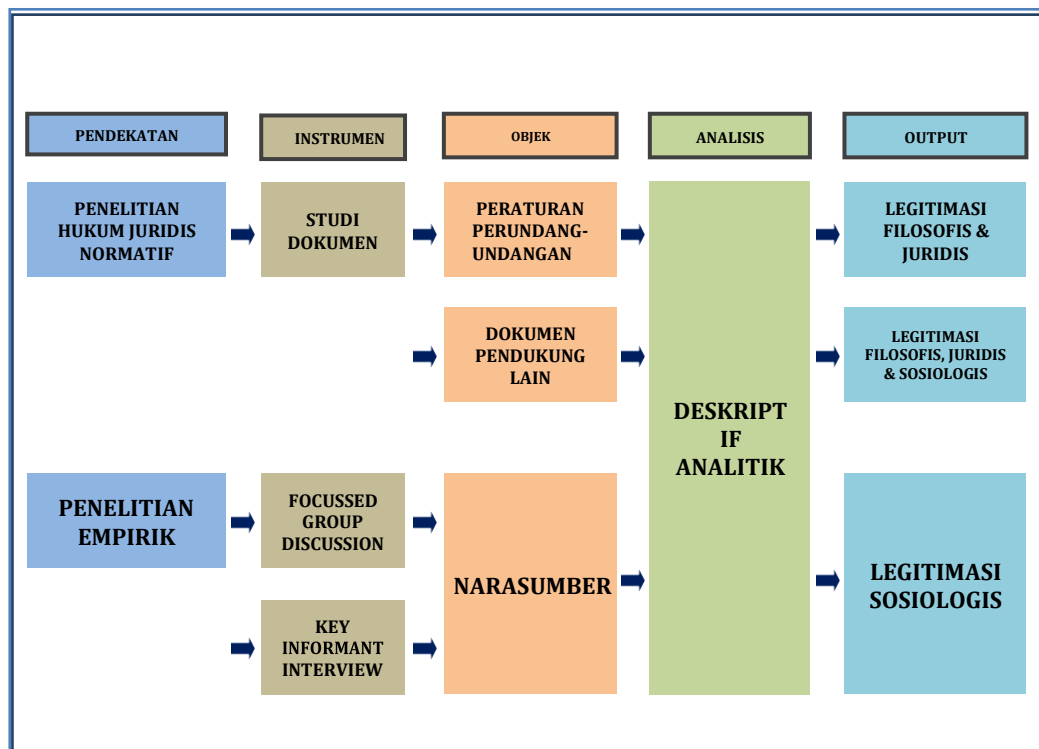 PENDEKATAN
INSTRUMEN
OBJEK
ANALISIS
OUTPUT
PENELITIAN
HUKUM JURIDIS
NORMATIF
STUDI
DOKUMEN
PERATURAN
PERUNDANG-
UNDANGAN
LEGITIMASI
FILOSOFIS &
JURIDIS
DOKUMEN
PENDUKUNG
LAIN
LEGITIMASI
FILOSOFIS, JURIDIS
& SOSIOLOGIS
DESKRIPT
IF
ANALITIK
PENELITIAN
EMPIRIK
FOCUSSED
GROUP
DISCUSSION
NARASUMBER
LEGITIMASI
SOSIOLOGIS
KEY
INFORMANT
INTERVIEW